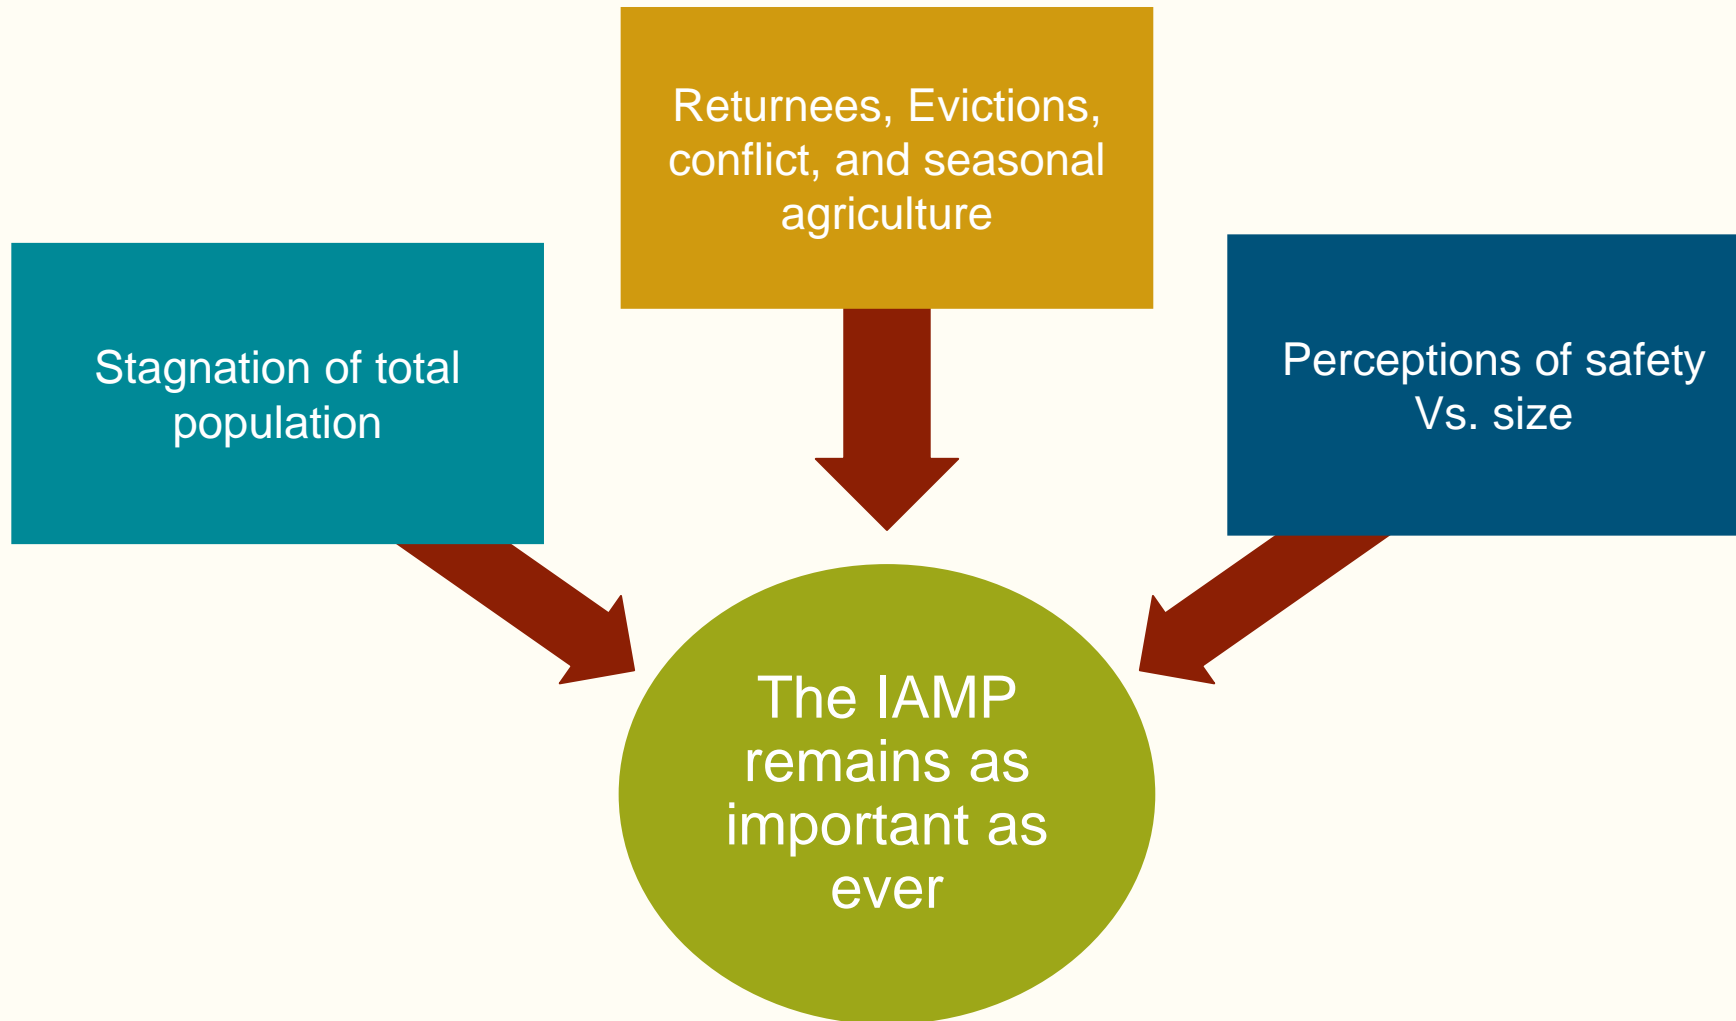 Returnees, Evictions,
conflict, and seasonal
agriculture
Stagnation of total
population
Perceptions of safety
Vs. size
The IAMP
remains as
important as
ever